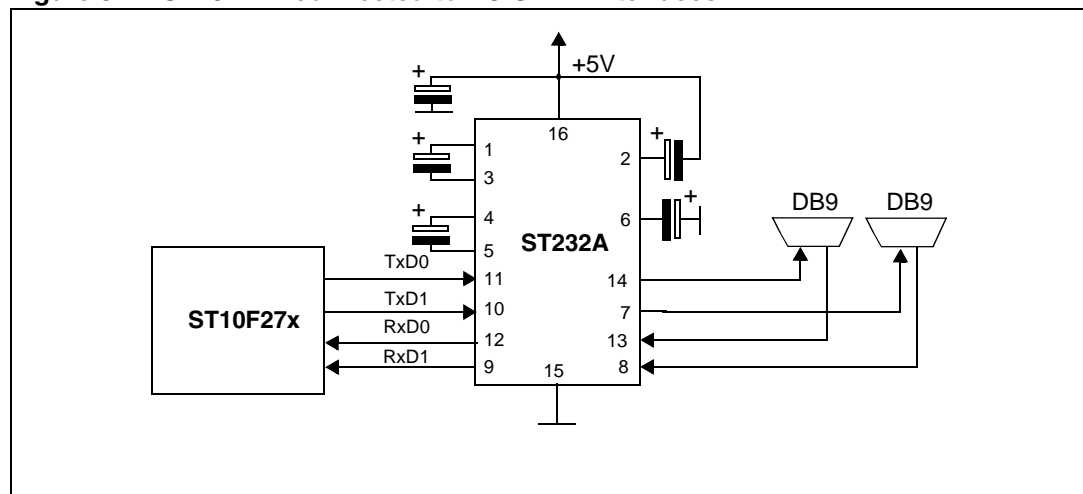 +5V
+
16
+
1
2
+
3
+
4
6
+
DB9
DB9
ST232A
5
TxD0
11
14
TxD1
10
7
ST10F27x
RxD0
12
13
RxD1
9
15
8